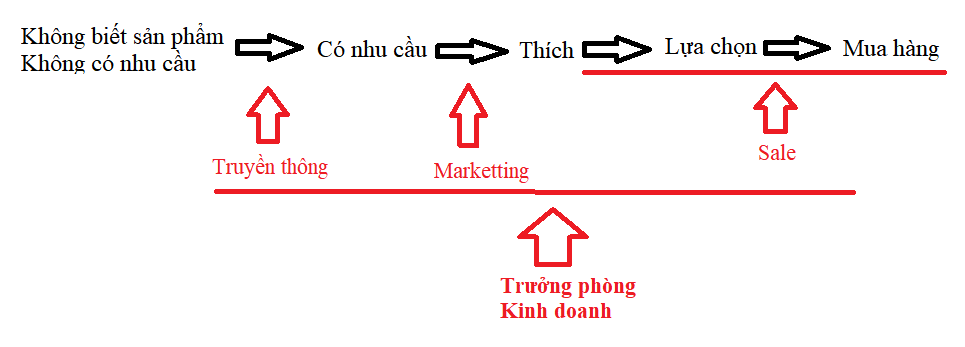 Không biết sản phẩm
Không có nhu cầu
Có nhu cầu
Thích
Lựa chọn
Mua hàng
Truyền thông
Marketting
Sale
Trưởng phòng
Kinh doanh